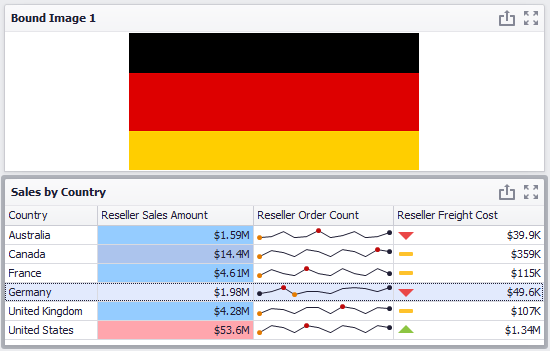 Bound Image 1
Sales by Country
Country Reseller Sales Amount Reseller Order Count Reseller Freight Cost
Australia $1.59M $39.9K
Canada $14.4M $359K
France $4.61M $115K
Germany $1.98M $49.6K
United Kingdom $4.28M $107K
United States $53.6M $1.34M